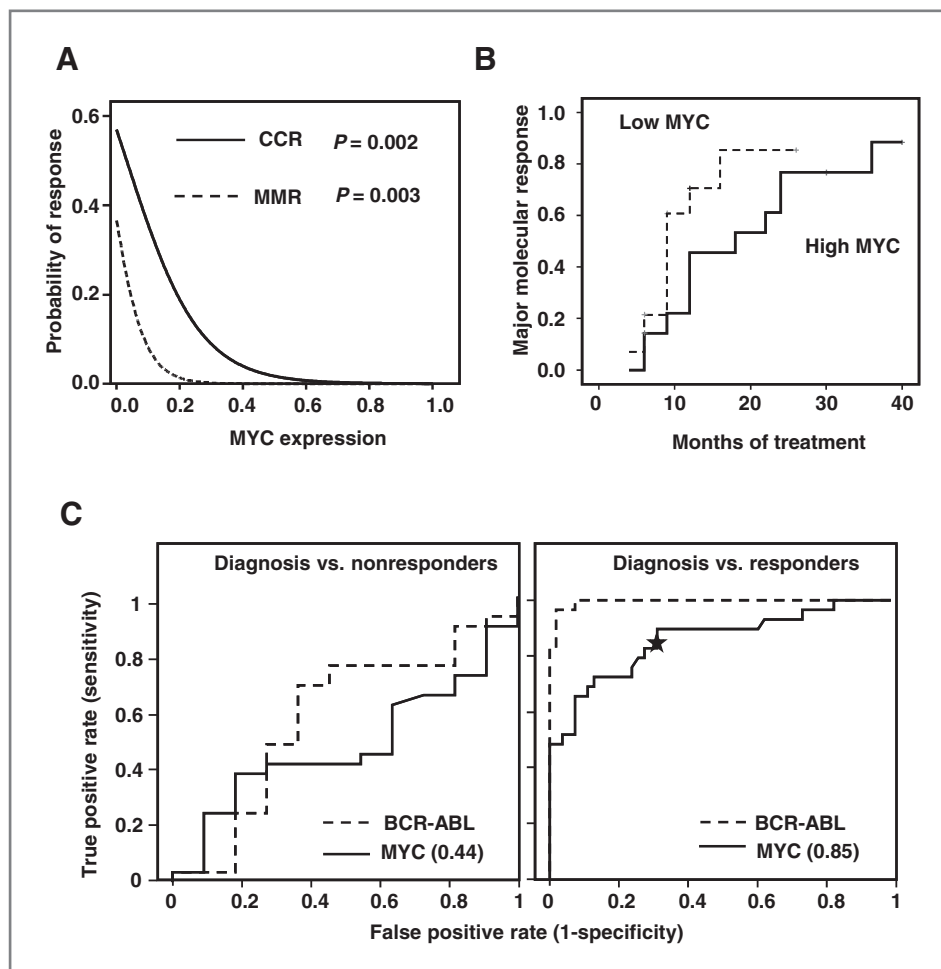 A
Probability of response
0.6
0.4
0.2
0.0
CCR P = 0.002
MMR P = 0.003
0.0 0.2 0.4 0.6 0.8 1.0
MYC expression
B
Major molecular response
1.0
0.8
0.6
0.4
0.2
0.0
Low MYC
High MYC
0 10 20 30 40
Months of treatment
C
True positive rate (sensitivity)
Diagnosis vs. nonresponders
1
0.8
0.6
0.4
0.2
0
BCR-ABL
MYC (0.44)
0 0.2 0.4 0.6 0.8 1
Diagnosis vs. responders
BCR-ABL
MYC (0.85)
0 0.2 0.4 0.6 0.8 1
False positive rate (1-specificity)